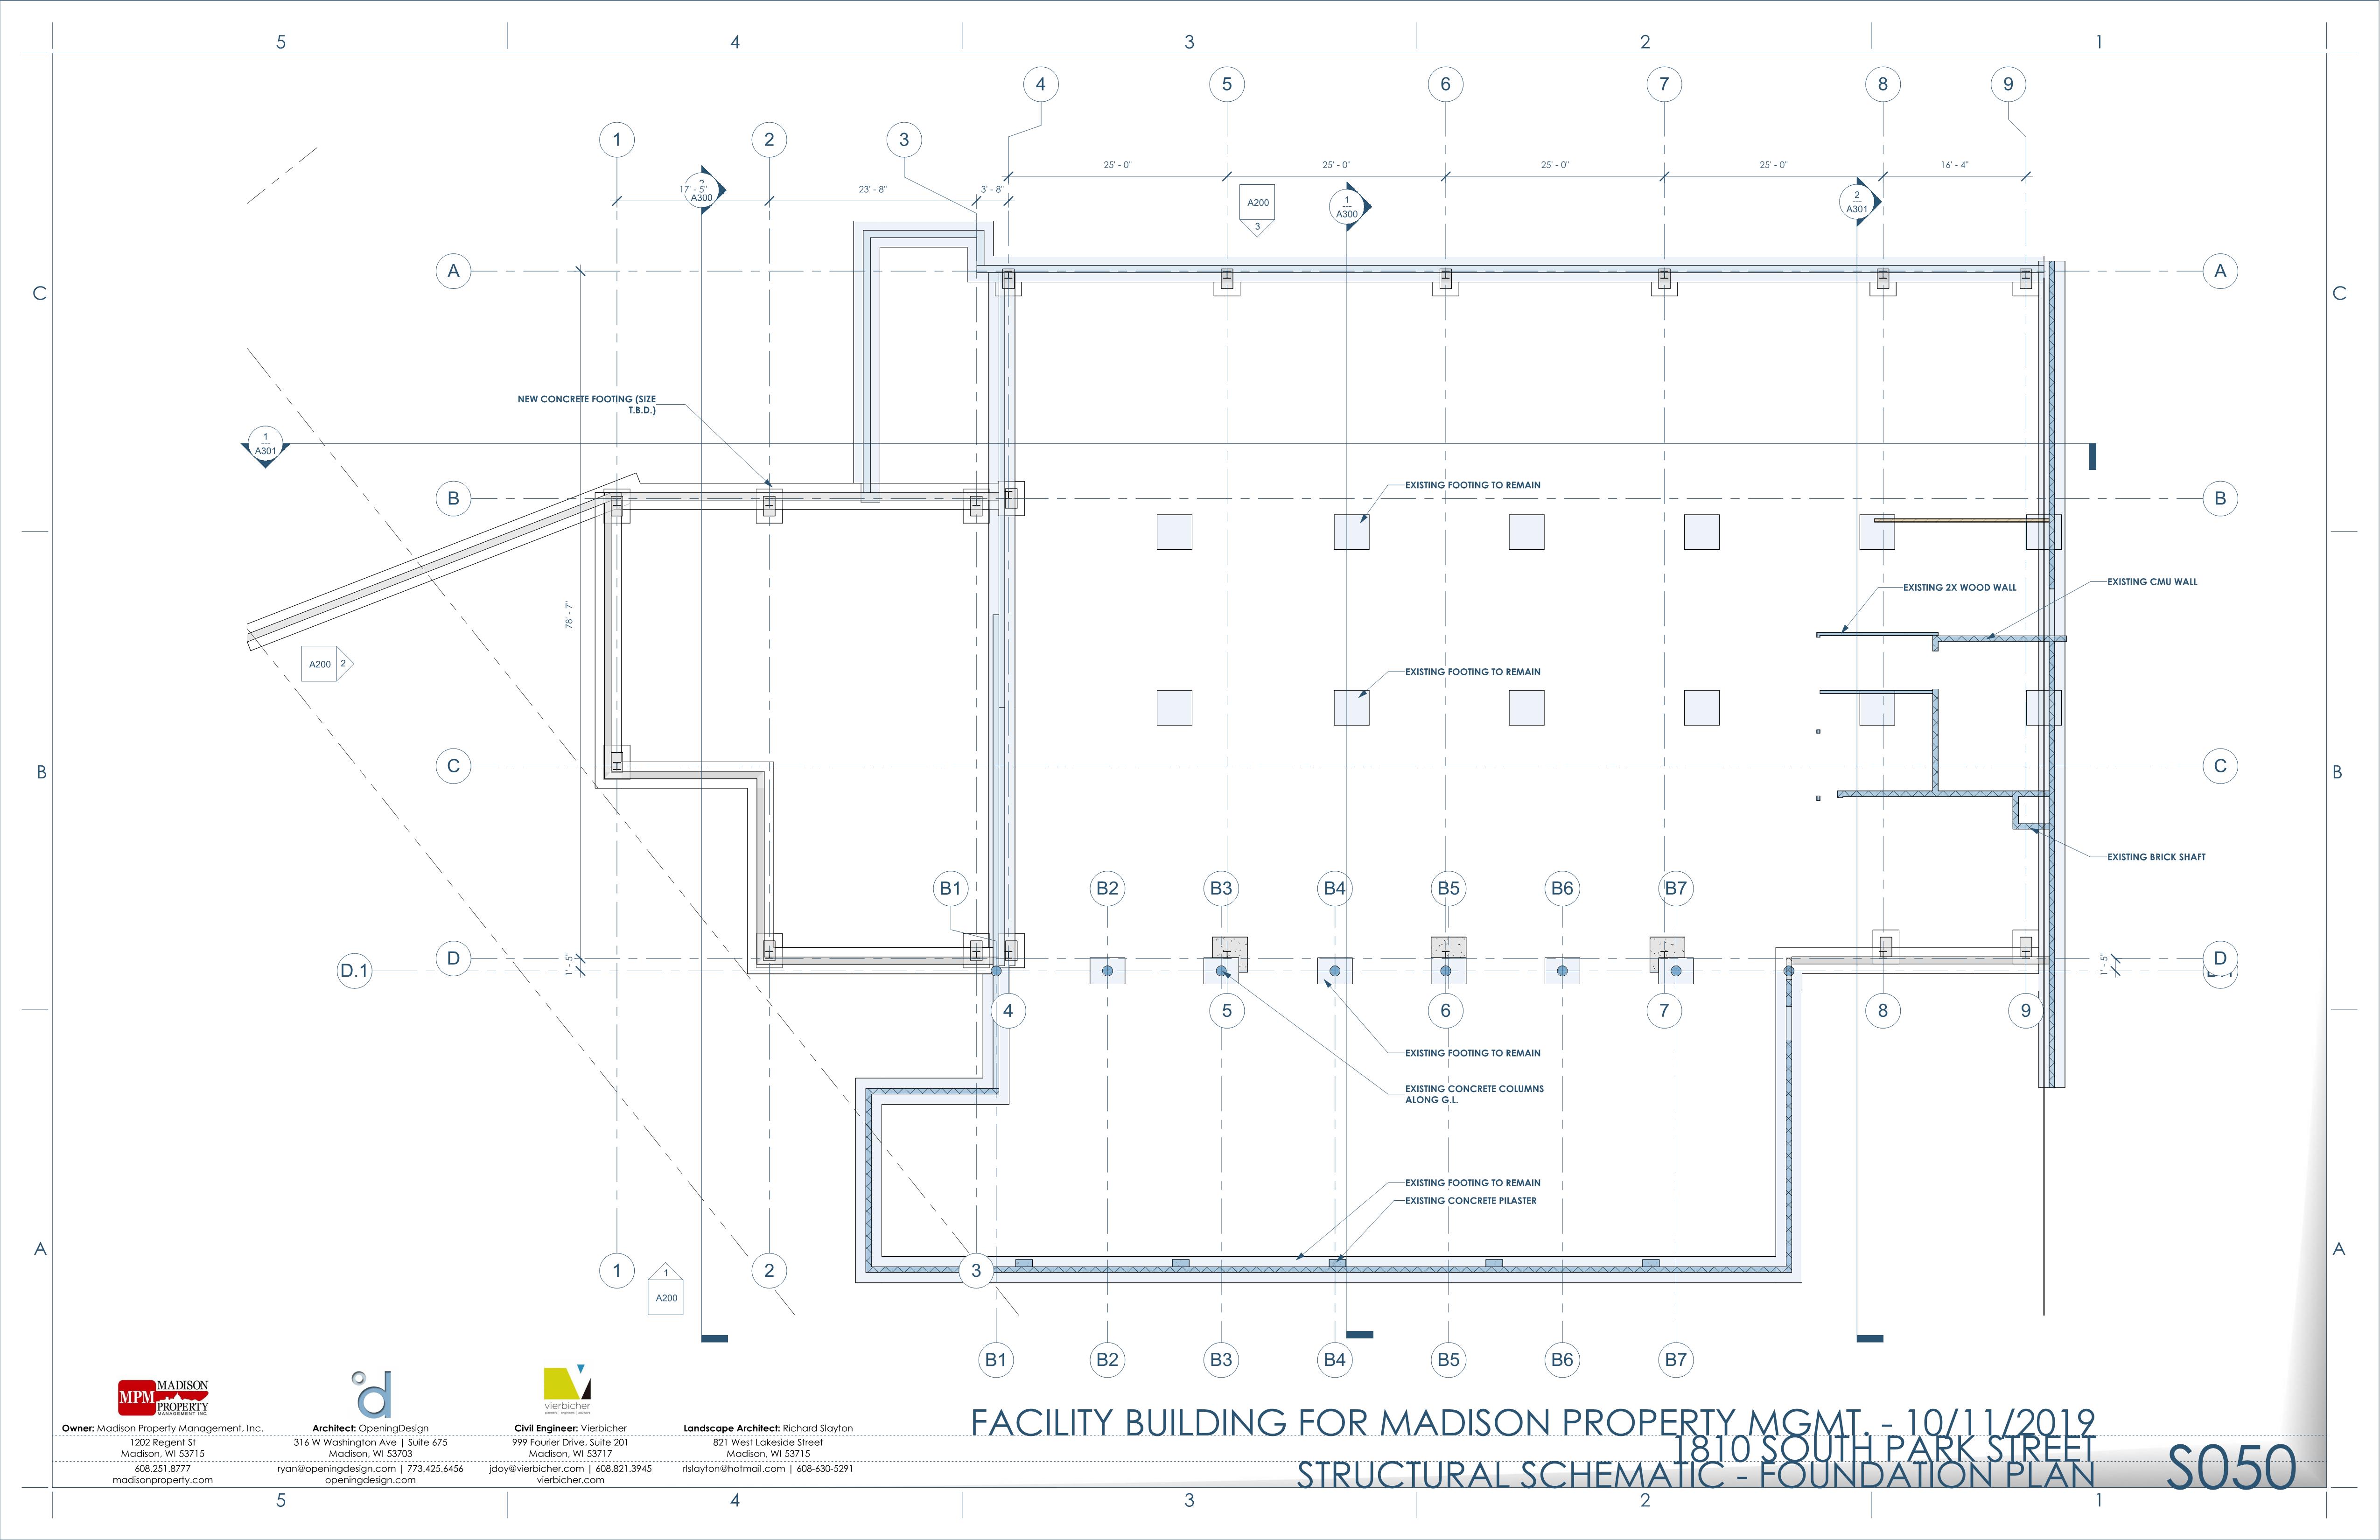 5
4
3
2
1
4
5
6
7
8
9
1
2
3
25' - 0"
25' - 0"
25' - 0"
25' - 0"
16' - 4"
17' - 5"
23' - 8"
3' - 8"
2
A300
A200
3
1
A300
2
A301
A
A
C
C
NEW CONCRETE FOOTING (SIZE
T.B.D.)
1
A301
B
B
EXISTING FOOTING TO REMAIN
EXISTING 2X WOOD WALL
EXISTING CMU WALL
78' - 7"
A200
2
EXISTING FOOTING TO REMAIN
C
C
B
B
EXISTING BRICK SHAFT
B1
B2
B3
B4
B5
B6
B7
D
D
D.1
1' - 5"
1' - 5"
4
5
6
7
8
9
EXISTING FOOTING TO REMAIN
EXISTING CONCRETE COLUMNS
ALONG G.L.
EXISTING FOOTING TO REMAIN
EXISTING CONCRETE PILASTER
A
A
1
2
3
1
A200
B1
B2
B3
B4
B5
B6
B7
MPM
MADISON
PROPERTY
MANAGEMENT INC.
d
vierbicher
Owner: Madison Property Management, Inc.
1202 Regent St
Madison, WI 53715
608.251.8777
madisonproperty.com
Architect: OpeningDesign
316 W Washington Ave | Suite 675
Madison, WI 53703
ryan@openingdesign.com | 773.425.6456
openingdesign.com
Civil Engineer: Vierbicher
999 Fourier Drive, Suite 201
Madison, WI 53717
jdoy@vierbicher.com | 608.821.3945
vierbicher.com
Landscape Architect: Richard Slayton
821 West Lakeside Street
Madison, WI 53715
rlslayton@hotmail.com | 608-630-5291
FACILITY BUILDING FOR MADISON PROPERTY MGMT. - 10/11/2019
1810 SOUTH PARK STREET
STRUCTURAL SCHEMATIC - FOUNDATION PLAN
S050
5
4
3
2
1